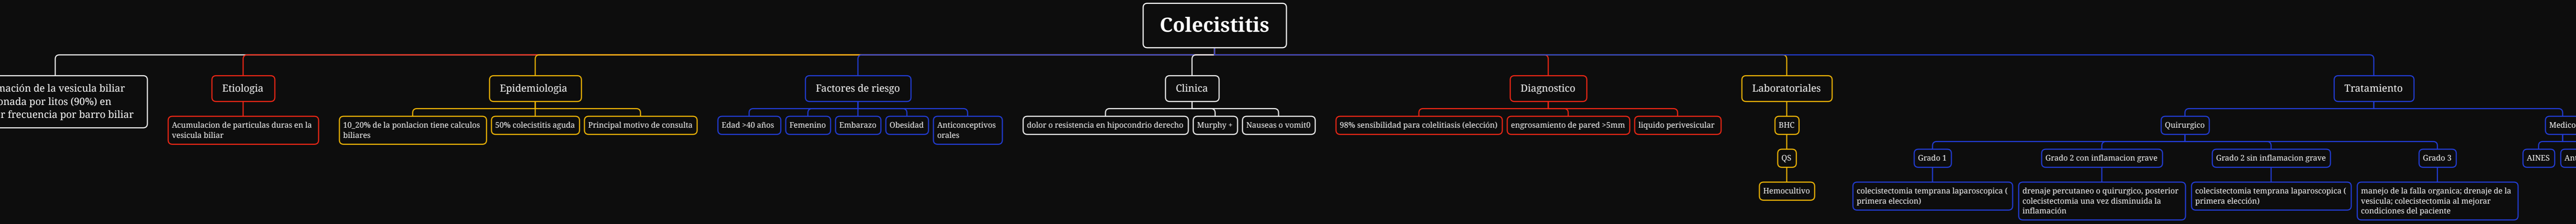 Colecistitis
mación de la vesicula biliar
onada por litos (90%) en
r frecuencia por barro biliar
Etiologia
Acumulacion de particulas duras en la
vesicula biliar
Epidemiologia
10_20% de la ponlacion tiene calculos
biliares
50% colecistitis aguda
Principal motivo de consulta
Factores de riesgo
Edad >40 años
Femenino
Embarazo
Obesidad
Anticonceptivos
orales
Clinica
dolor o resistencia en hipocondrio derecho
Murphy +
Nauseas o vomit0
Diagnostico
98% sensibilidad para colelitiasis (elección)
engrosamiento de pared >5mm
liquido perivesicular
Laboratoriales
BHC
QS
Hemocultivo
Tratamiento
Quirurgico
Grado 1
colecistectomia temprana laparoscopica (
primera eleccion)
Grado 2 con inflamacion grave
drenaje percutaneo o quirurgico, posterior
colecistectomia una vez disminuida la
inflamación
Grado 2 sin inflamacion grave
colecistectomia temprana laparoscopica (
primera elección)
Grado 3
manejo de la falla organica; drenaje de la
vesicula; colecistectomia al mejorar
condiciones del paciente
Medico
AINES
Ant